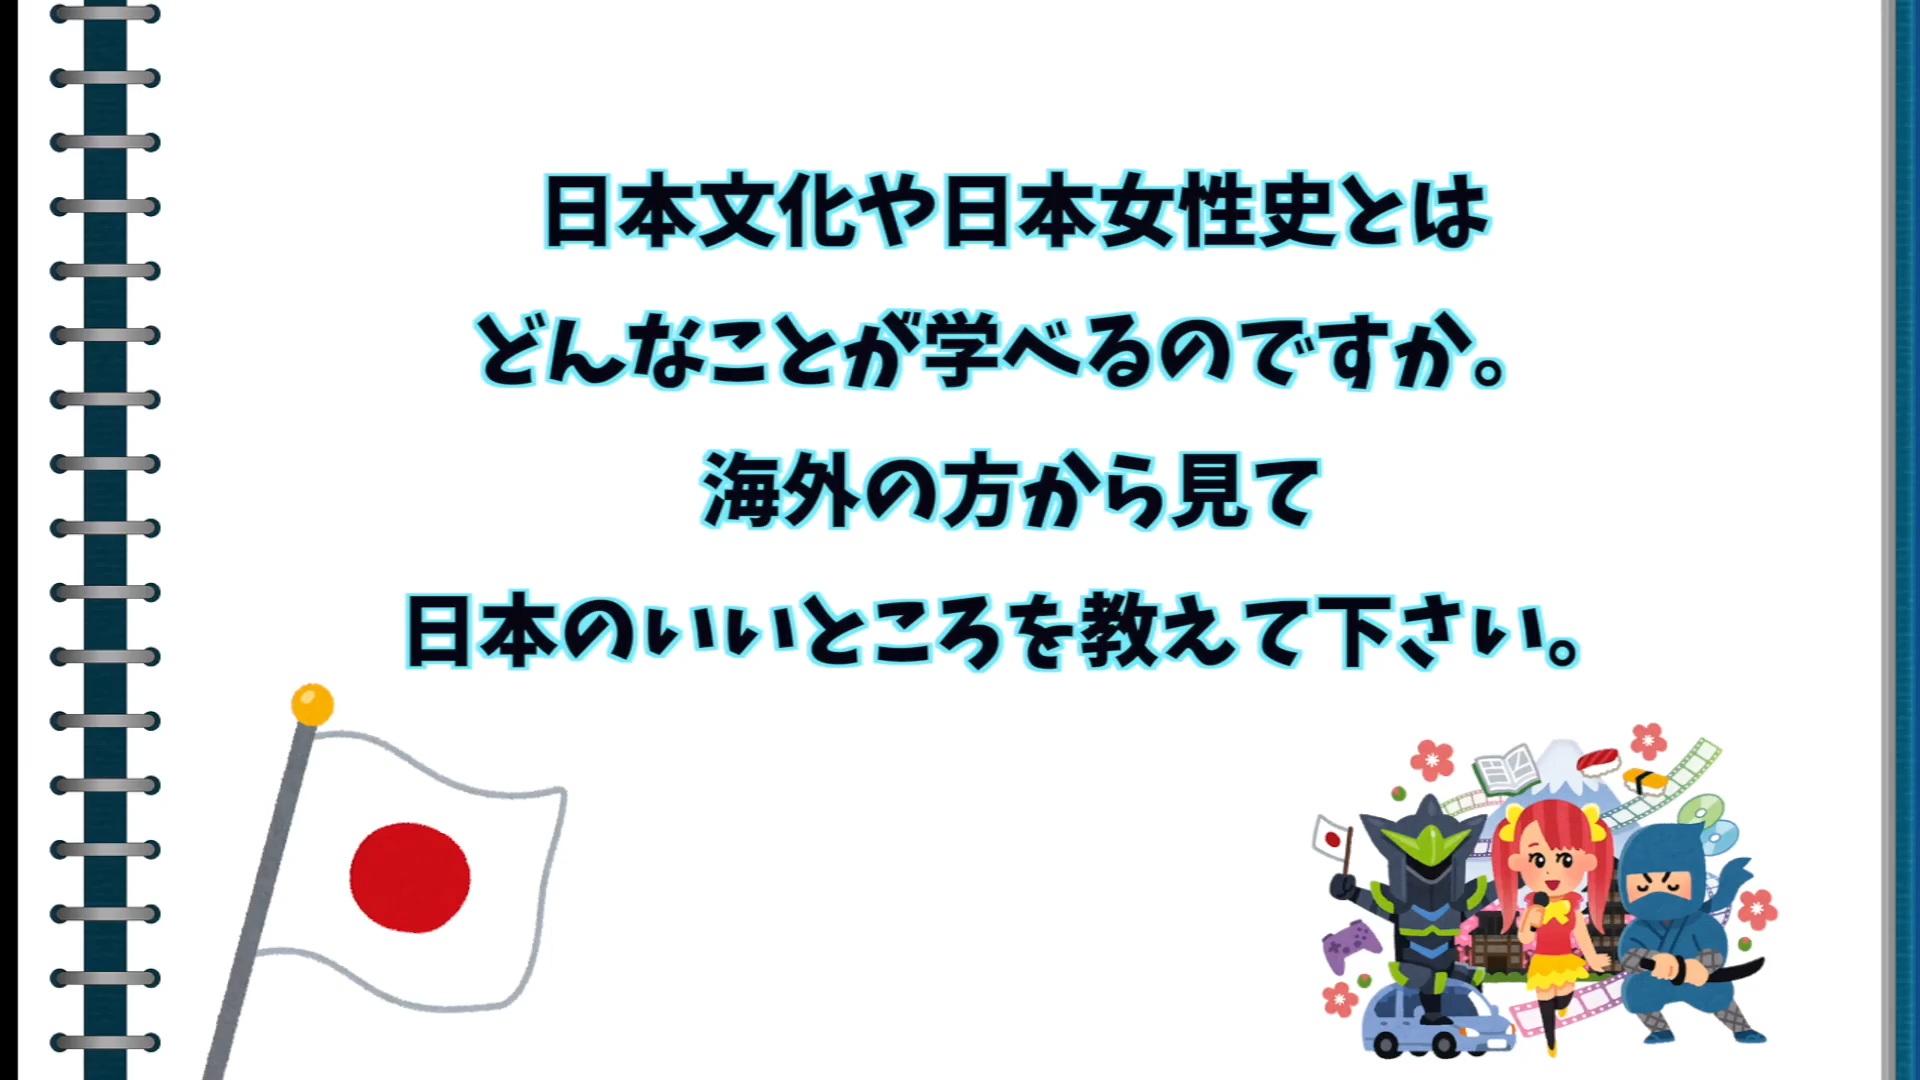 日本文化や日本女性史とは
どんなことが学べるのですか。
海外の方から見て
日本のいいところを教えて下さい。